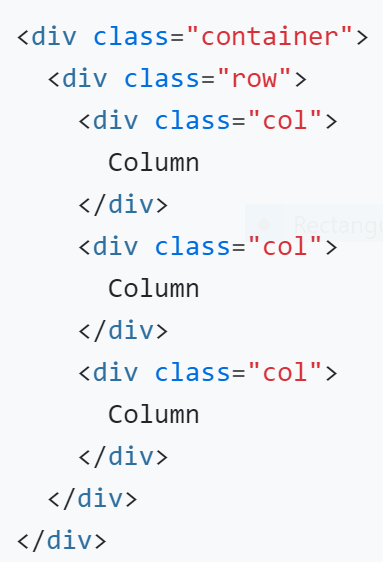 <div class="container">
  <div class="row">
    <div class="col">
      Column
    </div>
    <div class="col">
      Column
    </div>
    <div class="col">
      Column
    </div>
  </div>
</div>